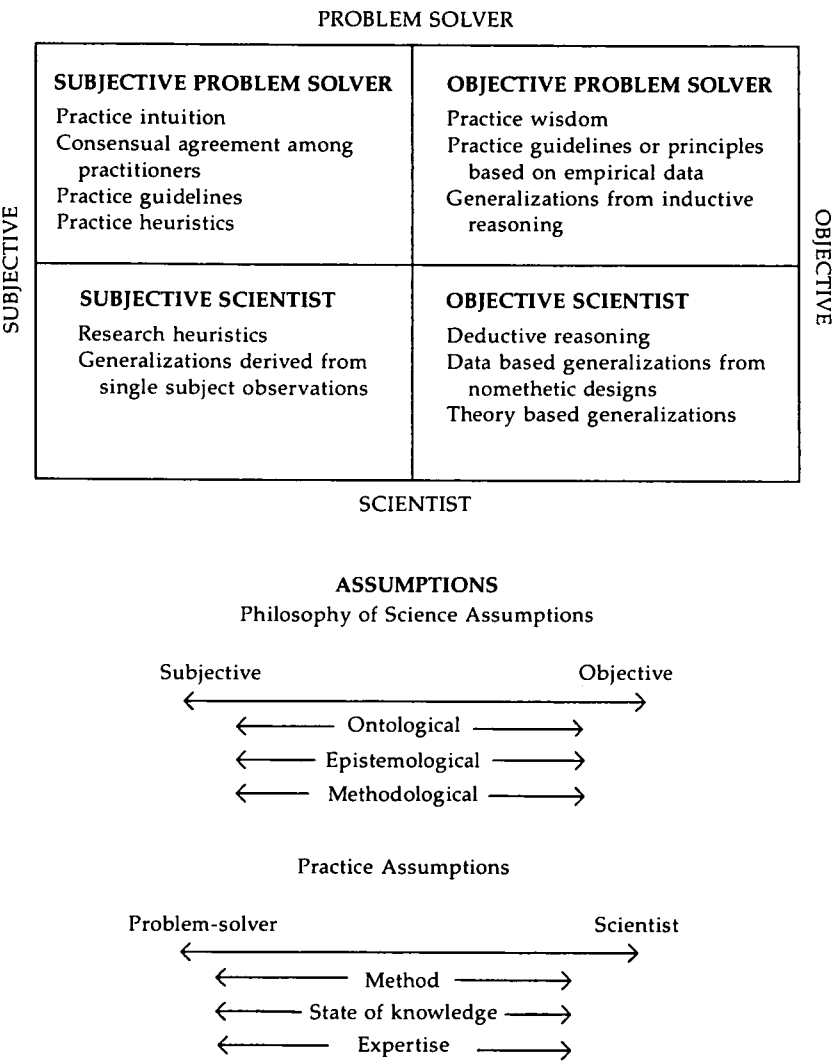 PROBLEM SOLVER
SUBJECTIVE PROBLEM SOLVER
Practice intuition
Consensual agreement among
practitioners
Practice guidelines
Practice heuristics
OBJECTIVE PROBLEM SOLVER
Practice wisdom
Practice guidelines or principles
based on empirical data
Generalizations from inductive
reasoning
SUBJECTIVE
OBJECTIVE
SUBJECTIVE SCIENTIST
Research heuristics
Generalizations derived from
single subject observations
OBJECTIVE SCIENTIST
Deductive reasoning
Data based generalizations from
nomethetic designs
Theory based generalizations
SCIENTIST
ASSUMPTIONS
Philosophy of Science Assumptions
Subjective Objective
Ontological
Epistemological
Methodological
Practice Assumptions
Problem-solver Scientist
Method
State of knowledge
Expertise